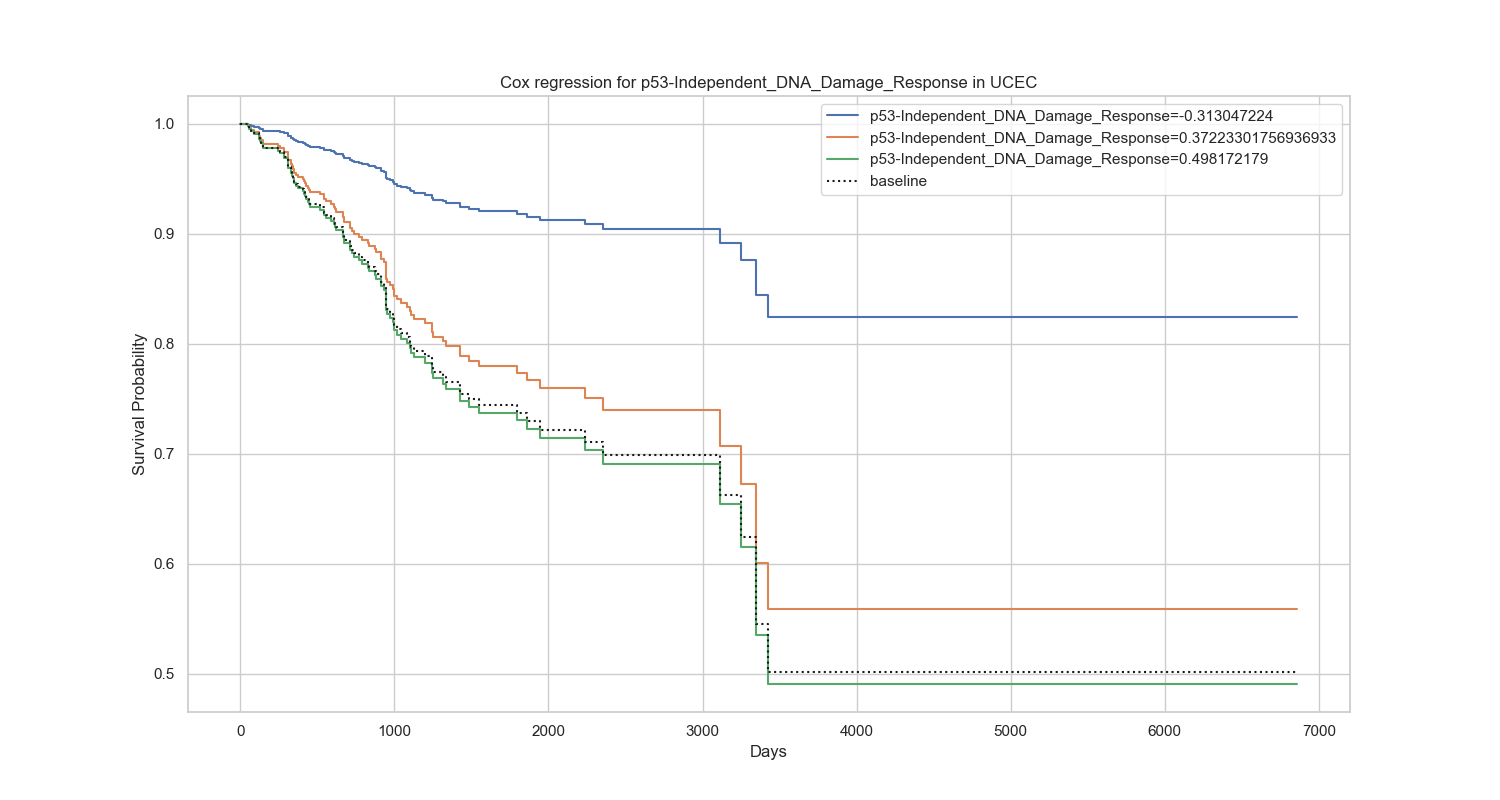 Cox regression for p53-Independent_DNA_Damage_Response in UCEC
p53-Independent_DNA_Damage_Response=-0.313047224
p53-Independent_DNA_Damage_Response=0.37223301756936933
p53-Independent_DNA_Damage_Response=0.498172179
baseline
Survival Probability
1.0
0.9
0.8
0.7
0.6
0.5
0
1000
2000
3000
4000
5000
6000
7000
Days